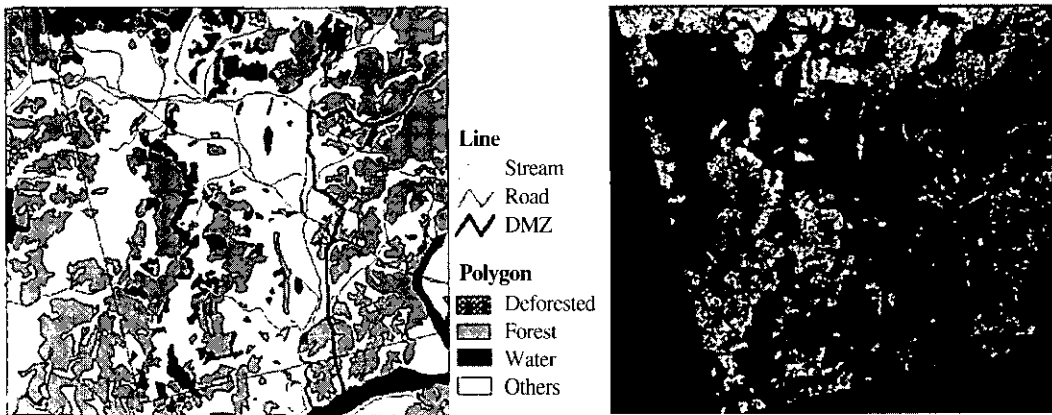 Line
Stream
Road
DMZ
Polygon
Deforested
Forest
Water
Others